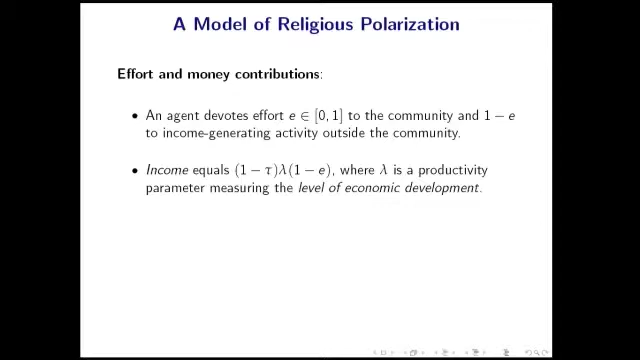 A Model of Religious Polarization
Effort and money contributions:
• An agent devotes effort e ∈ [0, 1] to the community and 1 − e
to income-generating activity outside the community.
• Income equals (1 − τ)λ(1 − e), where λ is a productivity
parameter measuring the level of economic development.